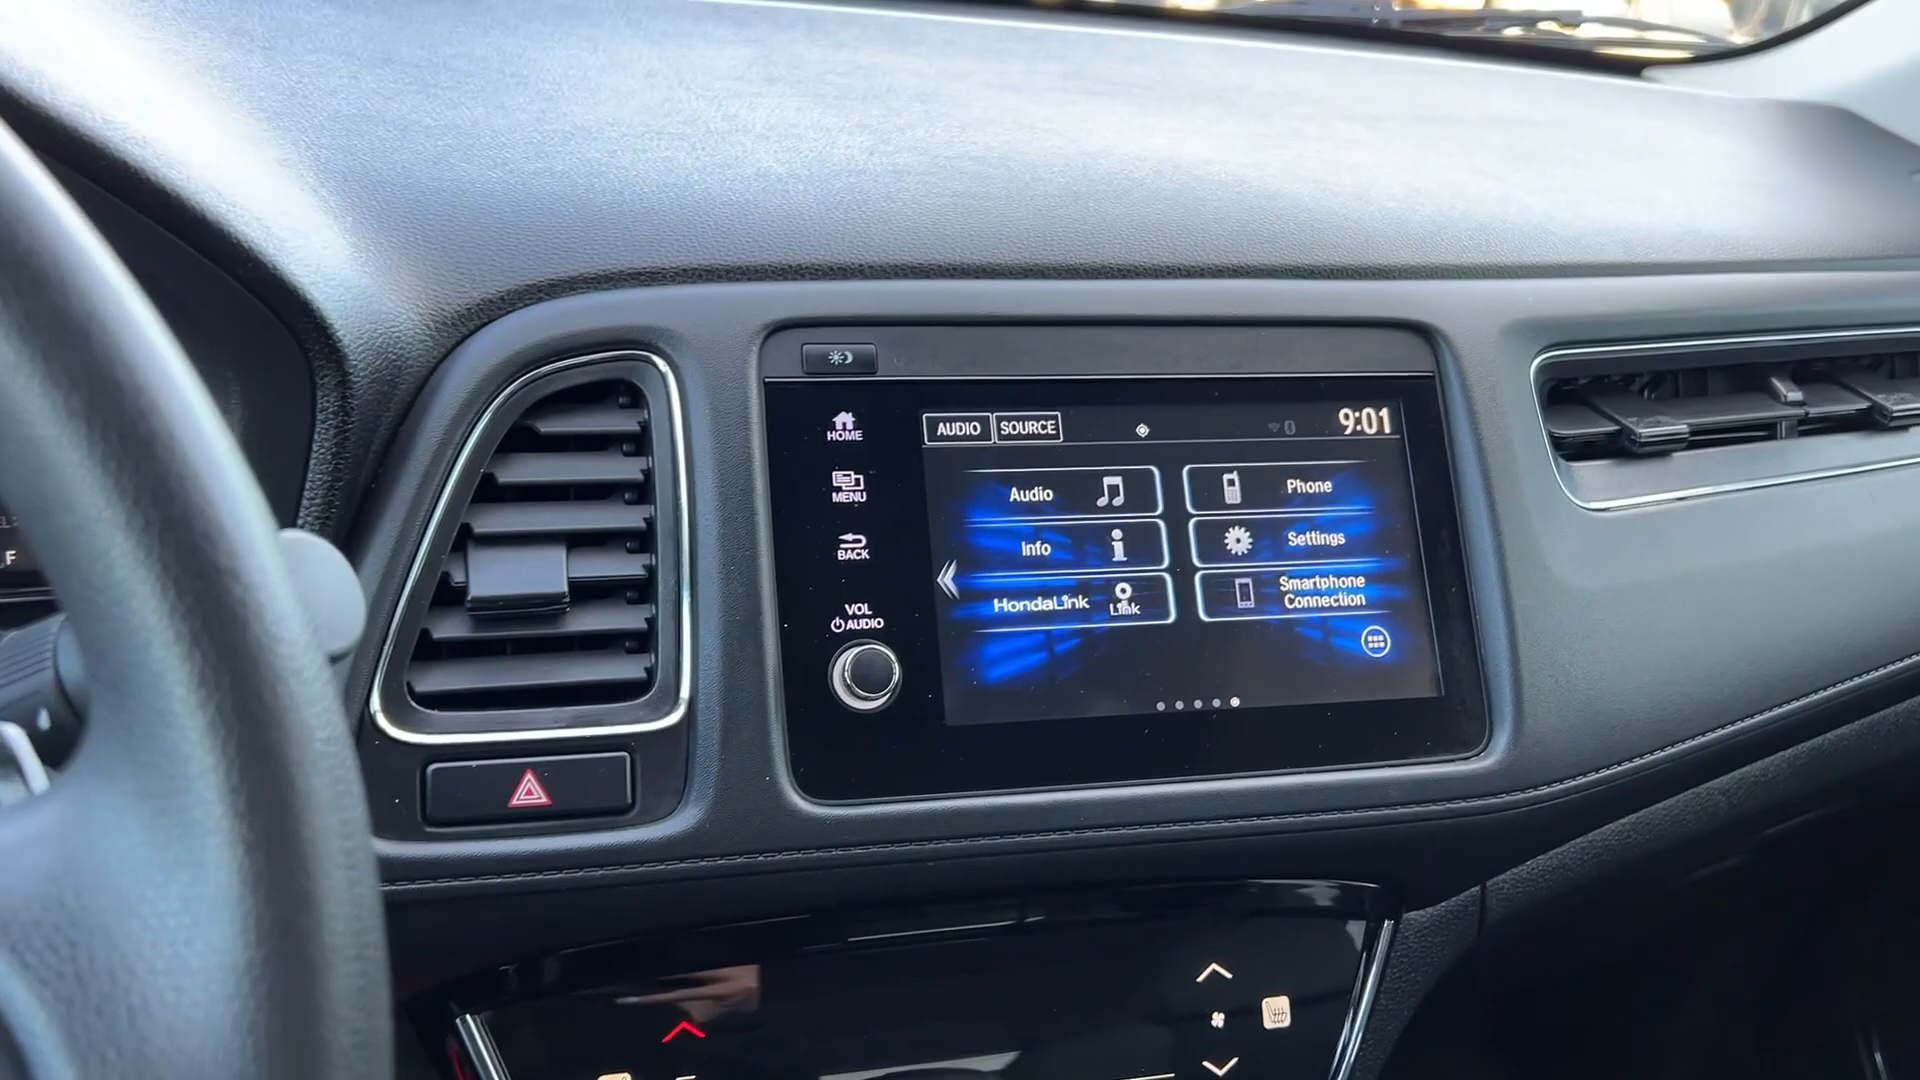 HOME
MENU
BACK
VOL
AUDIO
AUDIO SOURCE 9:01
Audio Phone
Info Settings
HondaLink Link
Smartphone
Connection
F